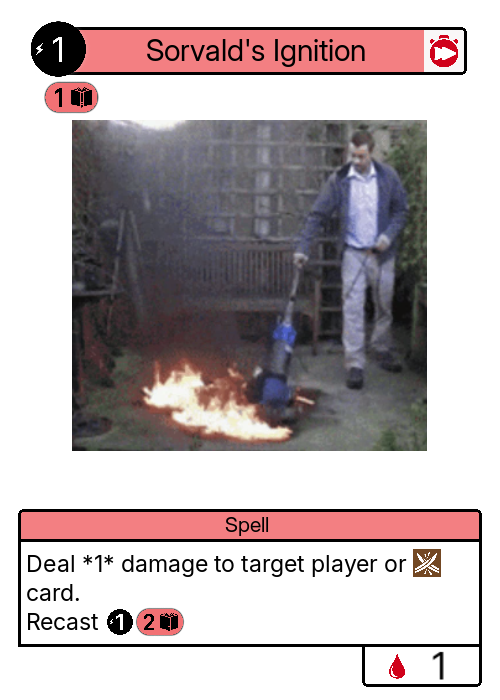 1 Sorvald's Ignition
1
Spell
Deal *1* damage to target player or
card.
Recast 1 2
1